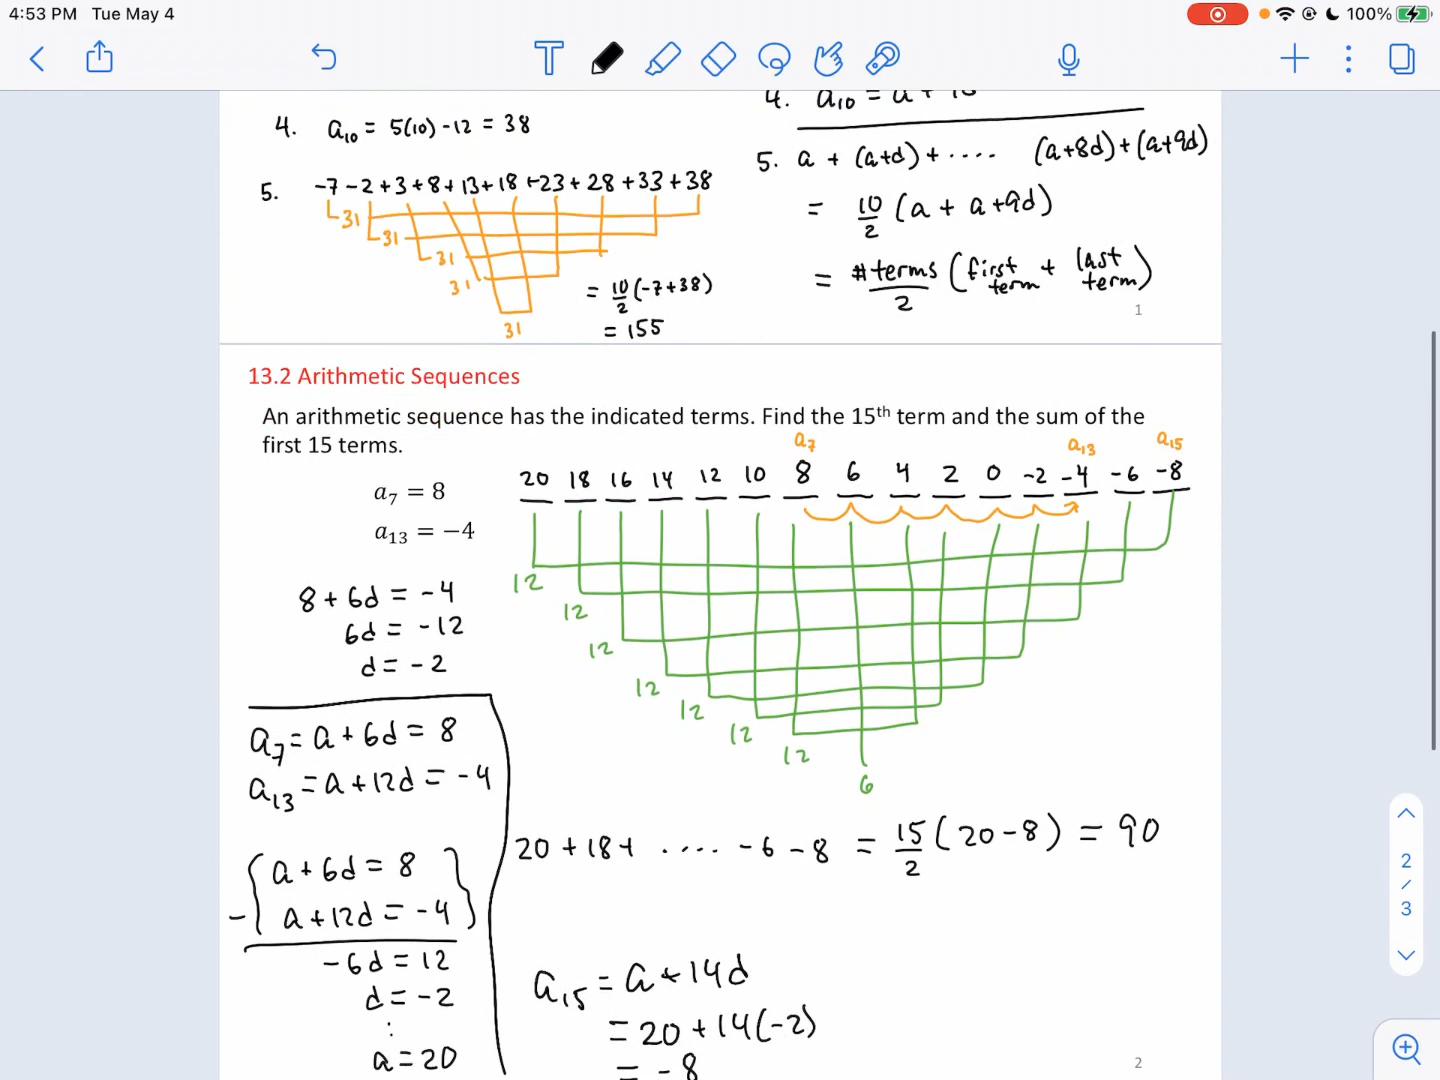 4:53 PM Tue May 4
100%
4. a₁₀ = 5(10) -12 = 38
5. -7 -2 +3 +8 + 13 +18 +23 + 28 +33 +38
31
31
31
31
31
= 10/2 (-7+38)
= 155
4. a₁₀ = a +
5. a + (a+d) + .... (a+8d)+(a+9d)
= 10/2 (a + a+9d)
= #terms/2 (first term + last term)
1
13.2 Arithmetic Sequences
An arithmetic sequence has the indicated terms. Find the 15th term and the sum of the
first 15 terms.
a₇ a₁₃ a₁₅
20 18 16 14 12 10 8 6 4 2 0 -2 -4 -6 -8
a₇ = 8
a₁₃ = −4
12
12
12
12
12
12
12
6
8 + 6d = -4
6d = -12
d = -2
a₇ = a + 6d = 8
a₁₃ = a + 12d = -4
a + 6d = 8
- a + 12d = -4
-6d = 12
d = -2
:
a = 20
20 + 18 + .... -6 -8 = 15/2 (20-8) = 90
a₁₅ = a + 14d
= 20 + 14(-2)
= -8
2
2
/
3